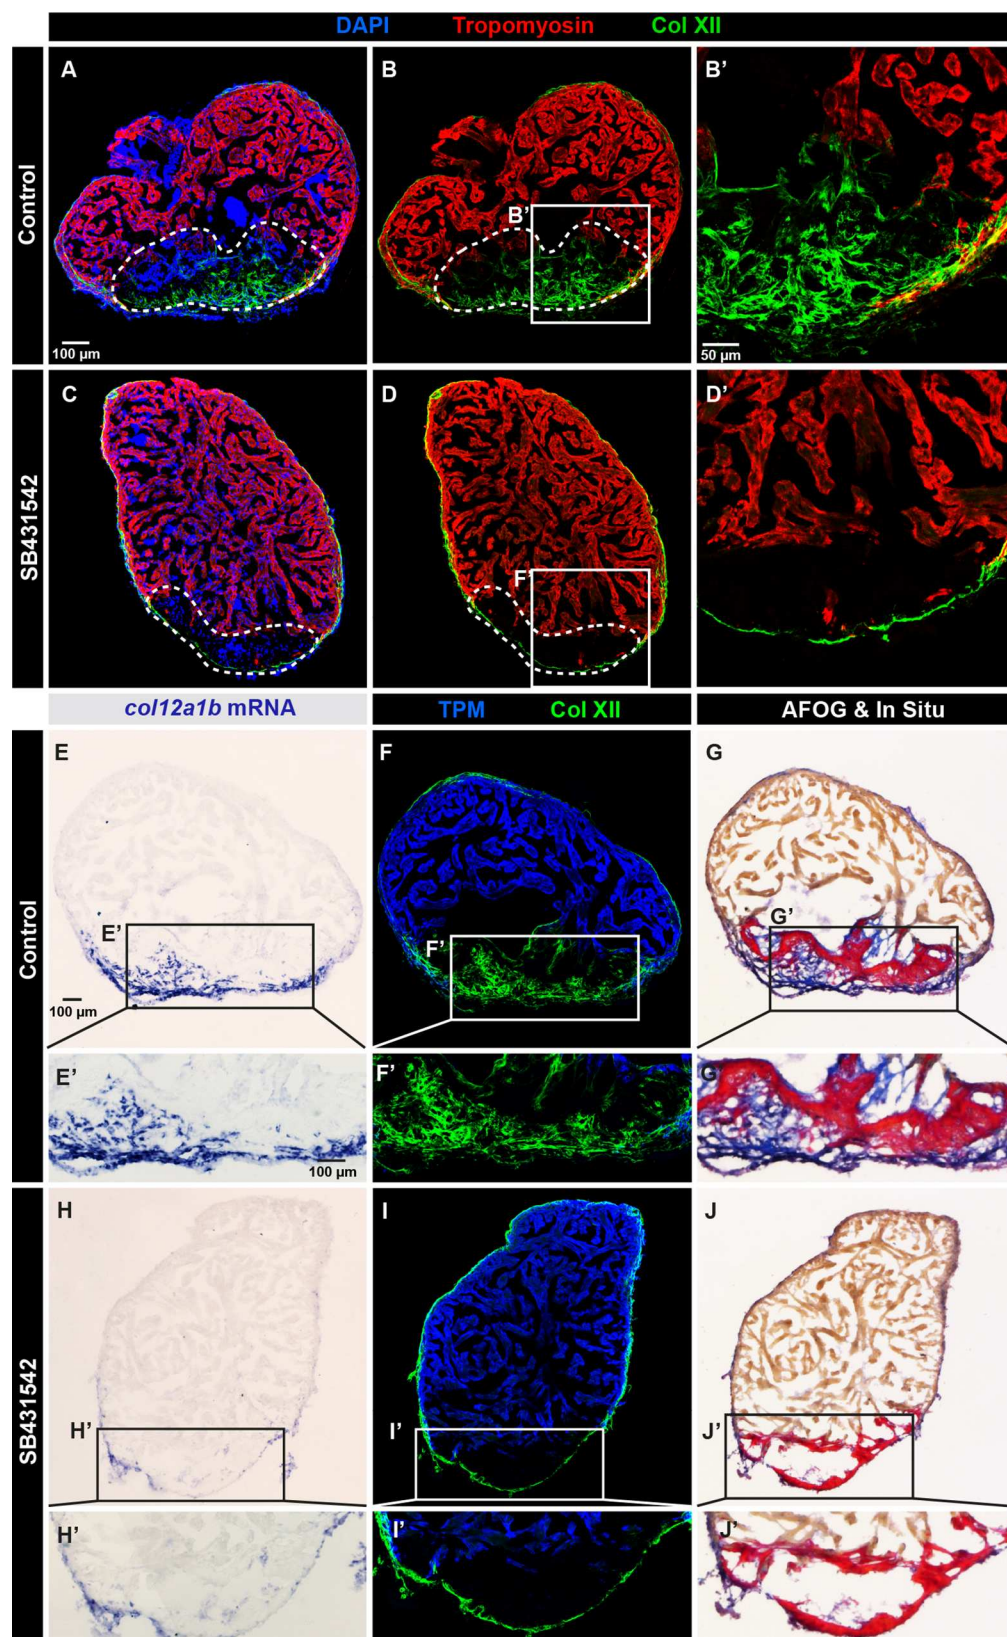 DAPI Tropomyosin Col XII
Control
A
B
B'
B'
100 µm
50 µm
SB431542
C
D
D'
F'
col12a1b mRNA TPM Col XII AFOG & In Situ
Control
E
F
G
E'
F'
G'
100 µm
E'
F'
G'
100 µm
SB431542
H
I
J
H'
I'
J'
H'
I'
J'